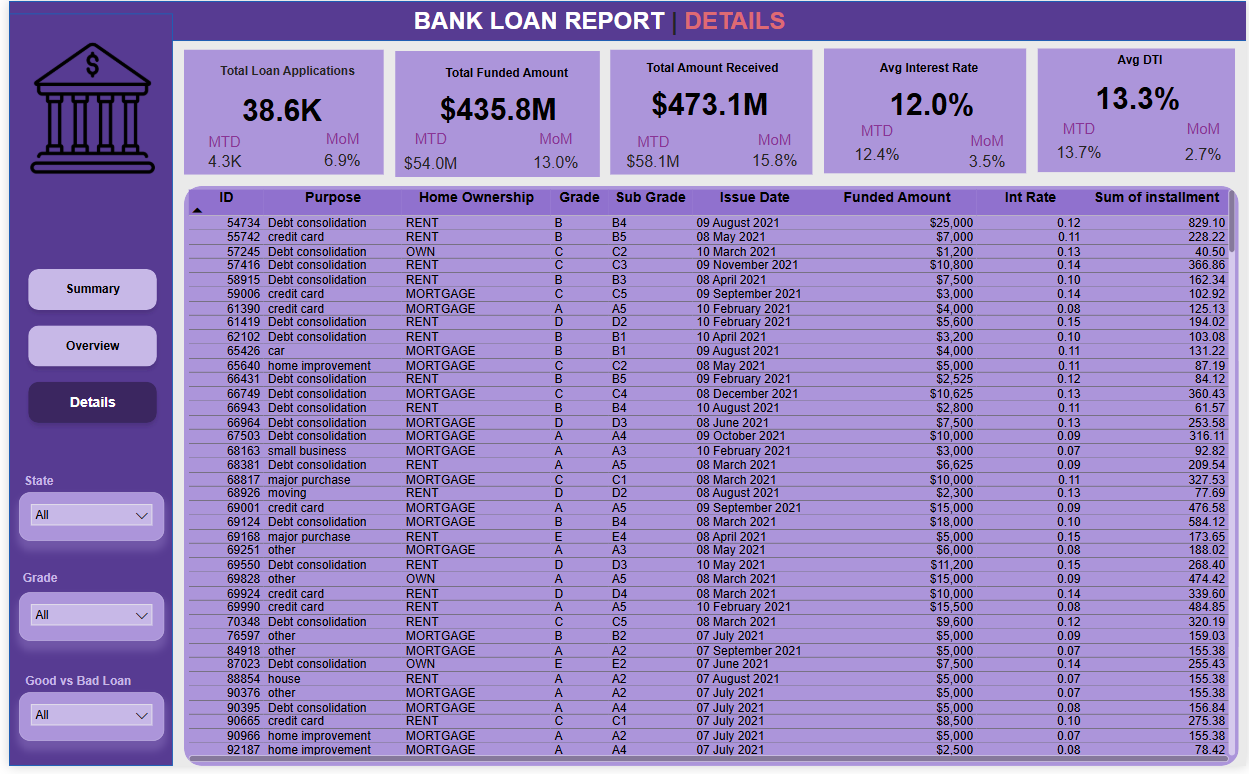 BANK LOAN REPORT | DETAILS
$
Total Loan Applications
38.6K
MTD MoM
4.3K 6.9%
Total Funded Amount
$435.8M
MTD MoM
$54.0M 13.0%
Total Amount Received
$473.1M
MTD MoM
$58.1M 15.8%
Avg Interest Rate
12.0%
MTD MoM
12.4% 3.5%
Avg DTI
13.3%
MTD MoM
13.7% 2.7%
Summary
Overview
Details
State
All
Grade
All
Good vs Bad Loan
All
ID Purpose Home Ownership Grade Sub Grade Issue Date Funded Amount Int Rate Sum of installment
54734 Debt consolidation RENT B B4 09 August 2021 $25,000 0.12 829.10
55742 credit card RENT B B5 08 May 2021 $7,000 0.11 228.22
57245 Debt consolidation OWN C C2 10 March 2021 $1,200 0.13 40.50
57416 Debt consolidation RENT C C3 09 November 2021 $10,800 0.14 366.86
58915 Debt consolidation RENT B B3 08 April 2021 $7,500 0.10 162.34
59006 credit card MORTGAGE C C5 09 September 2021 $3,000 0.14 102.92
61390 credit card MORTGAGE A A5 10 February 2021 $4,000 0.08 125.13
61419 Debt consolidation RENT D D2 10 February 2021 $5,600 0.15 194.02
62102 Debt consolidation RENT B B1 10 April 2021 $3,200 0.10 103.08
65426 car MORTGAGE B B1 09 August 2021 $4,000 0.11 131.22
65640 home improvement MORTGAGE C C2 08 May 2021 $5,000 0.11 87.19
66431 Debt consolidation RENT B B5 09 February 2021 $2,525 0.12 84.12
66749 Debt consolidation MORTGAGE C C4 08 December 2021 $10,625 0.13 360.43
66943 Debt consolidation RENT B B4 10 August 2021 $2,800 0.11 61.57
66964 Debt consolidation MORTGAGE D D3 08 June 2021 $7,500 0.13 253.58
67503 Debt consolidation MORTGAGE A A4 09 October 2021 $10,000 0.09 316.11
68163 small business MORTGAGE A A3 10 February 2021 $3,000 0.07 92.82
68381 Debt consolidation RENT A A5 08 March 2021 $6,625 0.09 209.54
68817 major purchase MORTGAGE C C1 08 March 2021 $10,000 0.11 327.53
68926 moving RENT D D2 08 August 2021 $2,300 0.13 77.69
69001 credit card MORTGAGE A A5 09 September 2021 $15,000 0.09 476.58
69124 Debt consolidation MORTGAGE B B4 08 March 2021 $18,000 0.10 584.12
69168 major purchase RENT E E4 08 April 2021 $5,000 0.15 173.65
69251 other MORTGAGE A A3 08 May 2021 $6,000 0.08 188.02
69550 Debt consolidation RENT D D3 10 May 2021 $11,200 0.15 268.40
69828 other OWN A A5 08 March 2021 $15,000 0.09 474.42
69924 credit card RENT D D4 08 March 2021 $10,000 0.14 339.60
69990 credit card RENT A A5 10 February 2021 $15,500 0.08 484.85
70348 Debt consolidation RENT C C5 08 March 2021 $9,600 0.12 320.19
76597 other MORTGAGE B B2 07 July 2021 $5,000 0.09 159.03
84918 other MORTGAGE A A2 07 September 2021 $5,000 0.07 155.38
87023 Debt consolidation OWN E E2 07 June 2021 $7,500 0.14 255.43
88854 house RENT A A2 07 August 2021 $5,000 0.07 155.38
90376 other MORTGAGE A A2 07 July 2021 $5,000 0.07 155.38
90395 Debt consolidation MORTGAGE A A4 07 July 2021 $5,000 0.08 156.84
90665 credit card RENT C C1 07 July 2021 $8,500 0.10 275.38
90966 home improvement MORTGAGE A A2 07 July 2021 $5,000 0.07 155.38
92187 home improvement MORTGAGE A A4 07 July 2021 $2,500 0.08 78.42